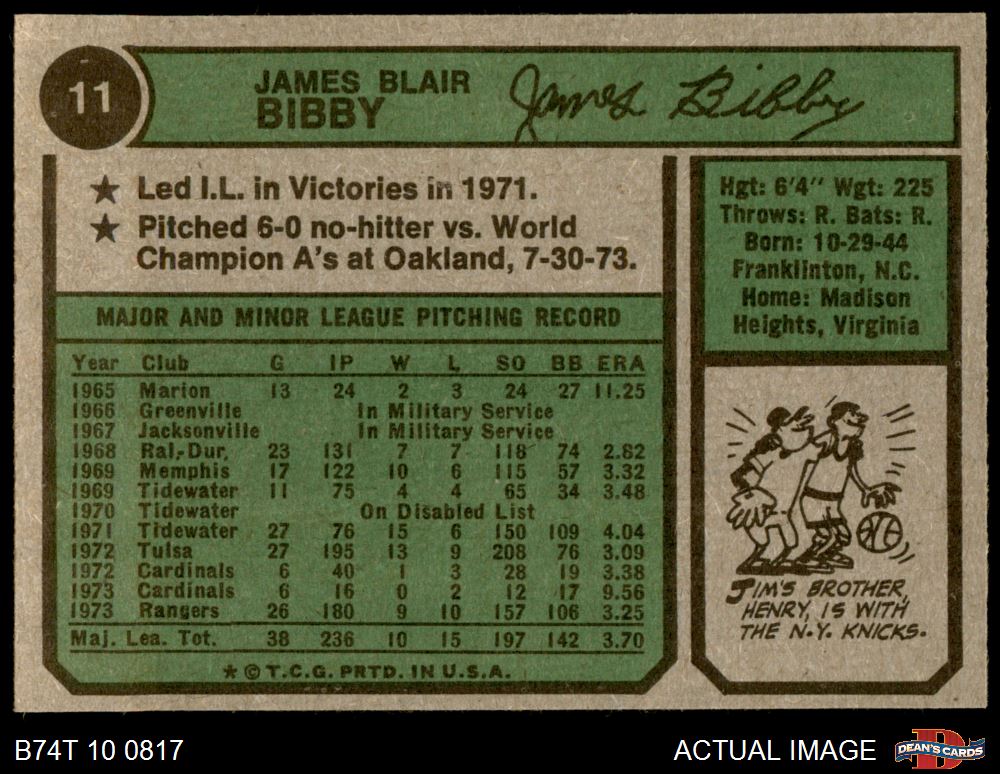 11
JAMES BLAIR
BIBBY
James Bibby
★ Led I.L. in Victories in 1971.
★ Pitched 6-0 no-hitter vs. World
Champion A's at Oakland, 7-30-73.
MAJOR AND MINOR LEAGUE PITCHING RECORD
Year Club G IP W L SO BB ERA
1965 Marion 13 24 2 3 24 27 11.25
1966 Greenville In Military Service
1967 Jacksonville In Military Service
1968 Ral.-Dur. 23 131 7 7 118 74 2.82
1969 Memphis 17 122 10 6 115 57 3.32
1969 Tidewater 11 75 4 4 65 34 3.48
1970 Tidewater On Disabled List
1971 Tidewater 27 76 15 6 150 109 4.04
1972 Tulsa 27 195 13 9 208 76 3.09
1972 Cardinals 6 40 1 3 28 19 3.38
1973 Cardinals 6 16 0 2 12 17 9.56
1973 Rangers 26 180 9 10 157 106 3.25
Maj. Lea. Tot. 38 236 10 15 197 142 3.70
★ © T.C.G. PRTD. IN U.S.A.
Hgt: 6'4" Wgt: 225
Throws: R. Bats: R.
Born: 10-29-44
Franklinton, N.C.
Home: Madison
Heights, Virginia
JIM'S BROTHER,
HENRY, IS WITH
THE N.Y. KNICKS.
B74T 10 0817
ACTUAL IMAGE
DEAN'S CARDS